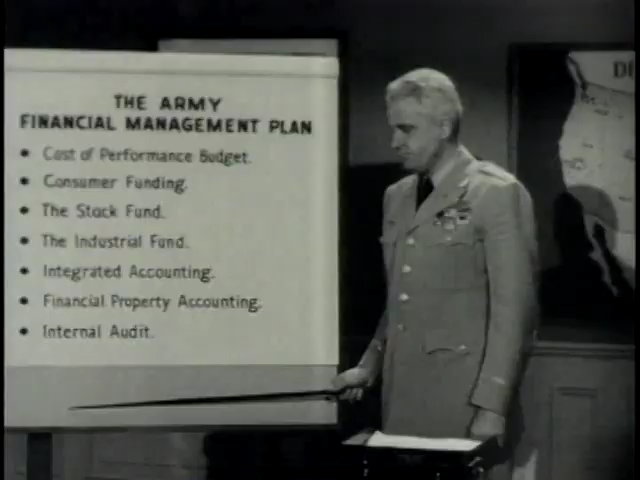 THE ARMY
FINANCIAL MANAGEMENT PLAN
• Cost of Performance Budget.
• Consumer Funding.
• The Stock Fund.
• The Industrial Fund.
• Integrated Accounting.
• Financial Property Accounting.
• Internal Audit.